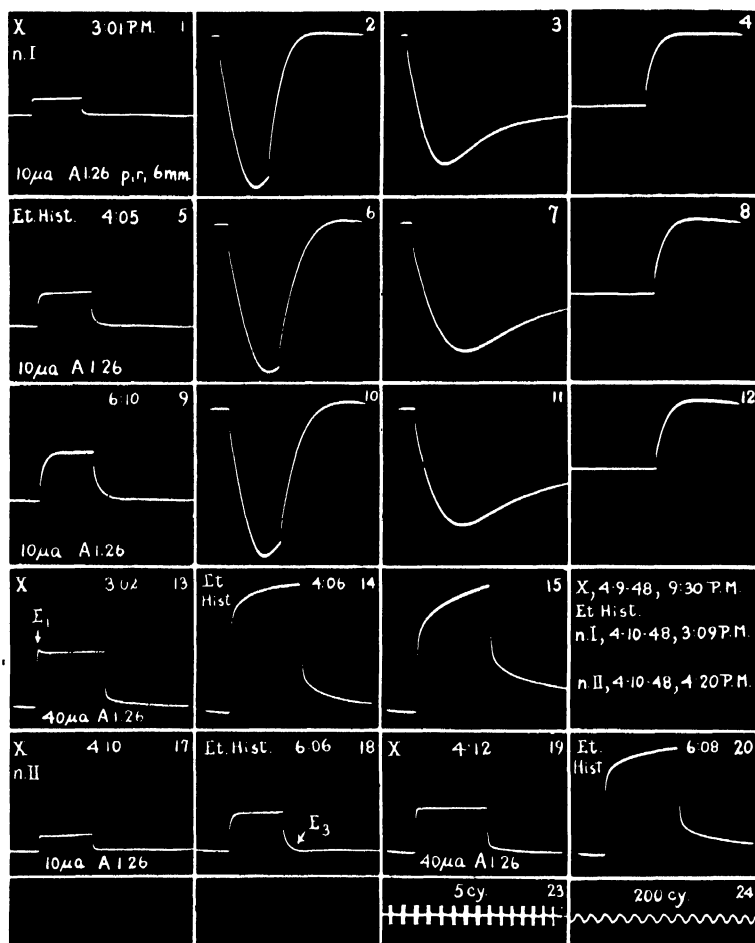 X 3:01 P.M. 1
n.I
10μa A1.26 p,r, 6mm.
2
3
4
Et.Hist. 4:05 5
10μa A1.26
6
7
8
6:10 9
10μa A1.26
10
11
12
X 3:02 13
E₁
40μa A1.26
Et 4:06 14
Hist
15
X, 4-9-48, 9:30 P.M.
Et Hist.
n.I, 4-10-48, 3:09 P.M.
n.II, 4-10-48, 4:20 P.M.
X 4:10 17
n.II
10μa A1.26
Et.Hist. 6:06 18
E₃
X 4:12 19
40μa A1.26
Et. 6:08 20
Hist
5 cy. 23
200 cy. 24